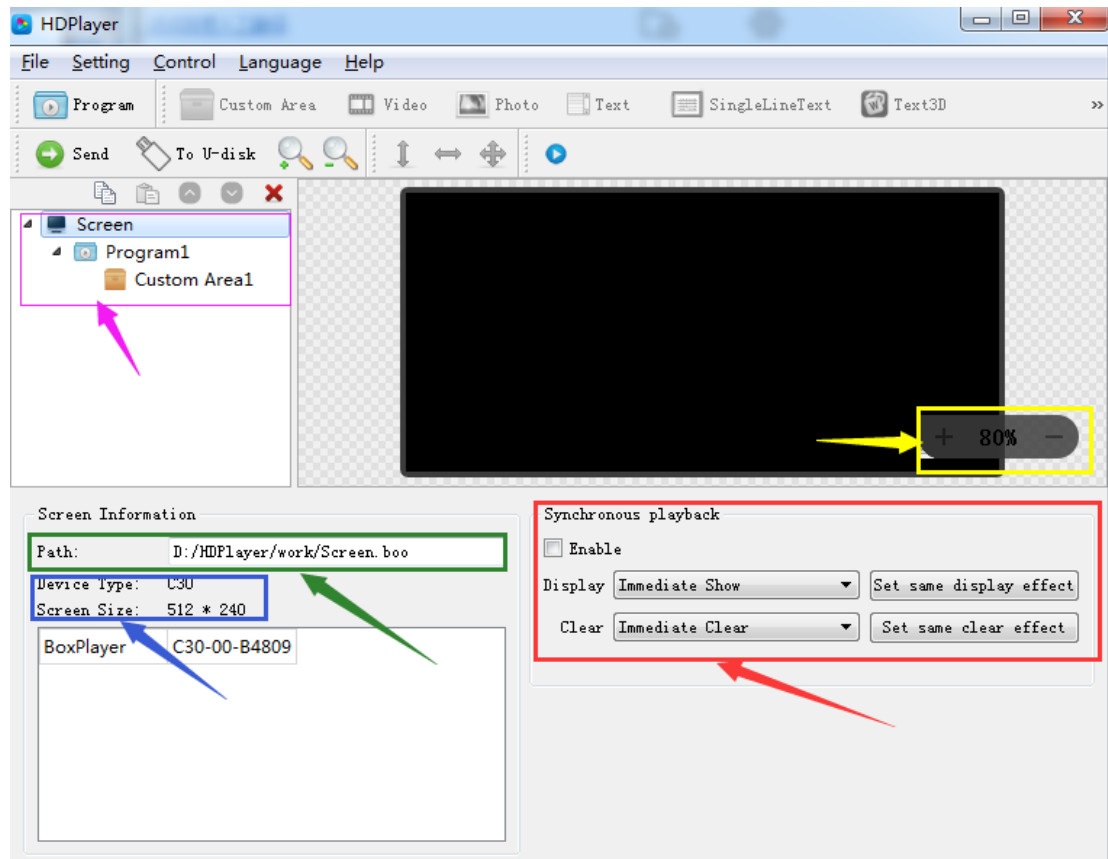 HDPlayer
File Setting Control Language Help
Program Custom Area Video Photo Text SingleLineText Text3D »
Send To U-disk
Screen
Program1
Custom Area1
+ 80% −
Screen Information
Path: D:/HDPlayer/work/Screen.boo
Device Type: C30
Screen Size: 512 * 240
BoxPlayer C30-00-B4809
Synchronous playback
Enable
Display Immediate Show Set same display effect
Clear Immediate Clear Set same clear effect